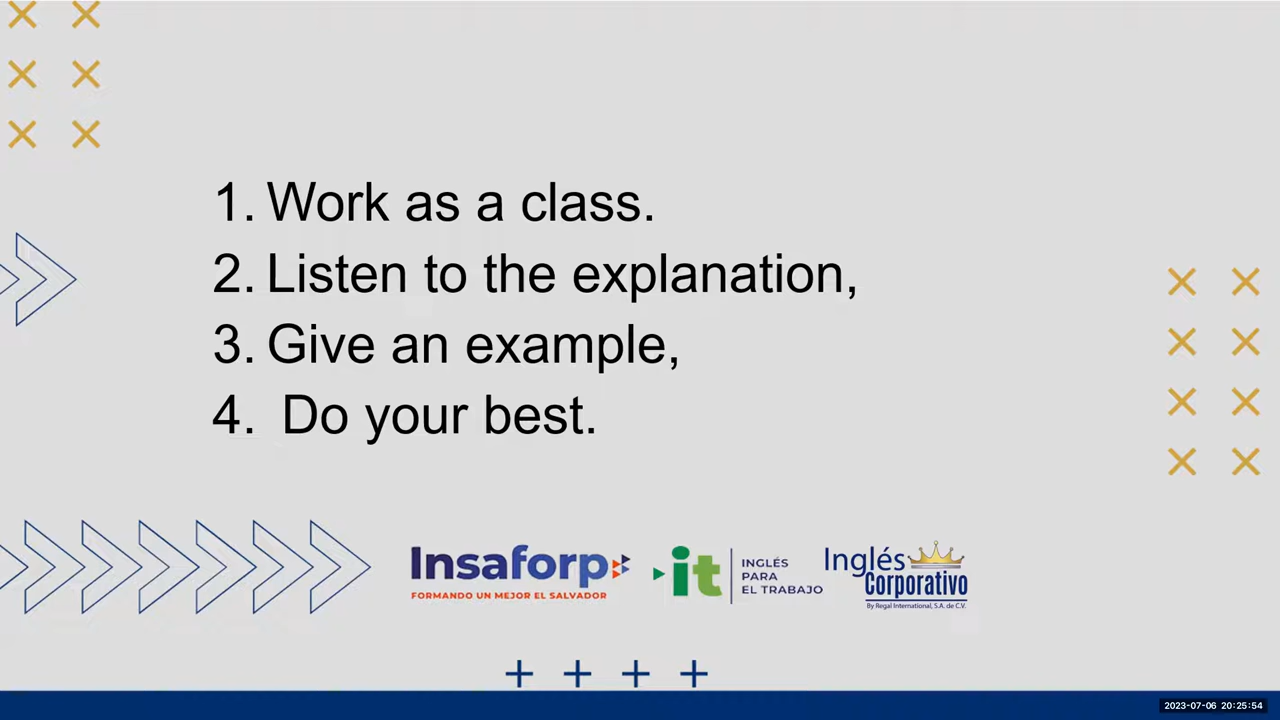 1. Work as a class.
2. Listen to the explanation,
3. Give an example,
4. Do your best.
Insaforp
FORMANDO UN MEJOR EL SALVADOR
it
INGLÉS
PARA
EL TRABAJO
Inglés
Corporativo
By Regal International, S.A. de C.V.
2023-07-06 20:25:54